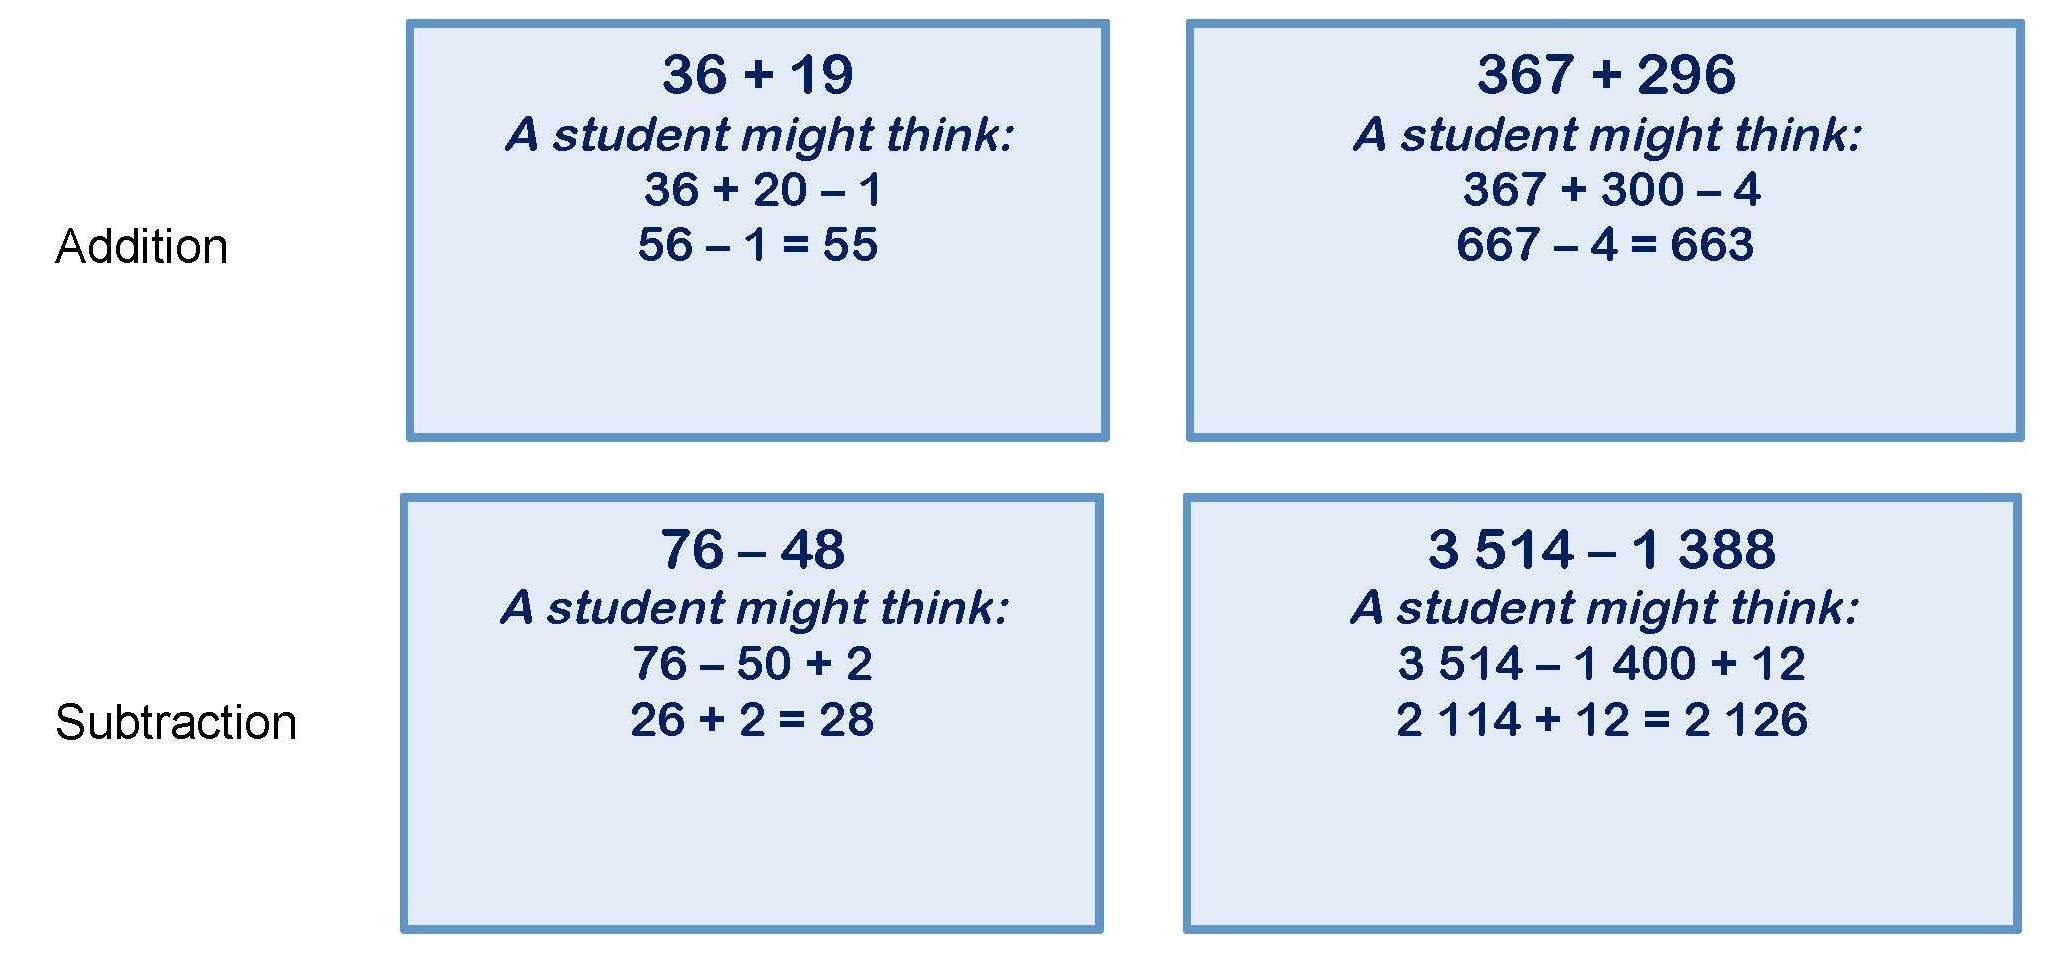 Addition
36 + 19
A student might think:
36 + 20 – 1
56 – 1 = 55
367 + 296
A student might think:
367 + 300 – 4
667 – 4 = 663
Subtraction
76 – 48
A student might think:
76 – 50 + 2
26 + 2 = 28
3 514 – 1 388
A student might think:
3 514 – 1 400 + 12
2 114 + 12 = 2 126